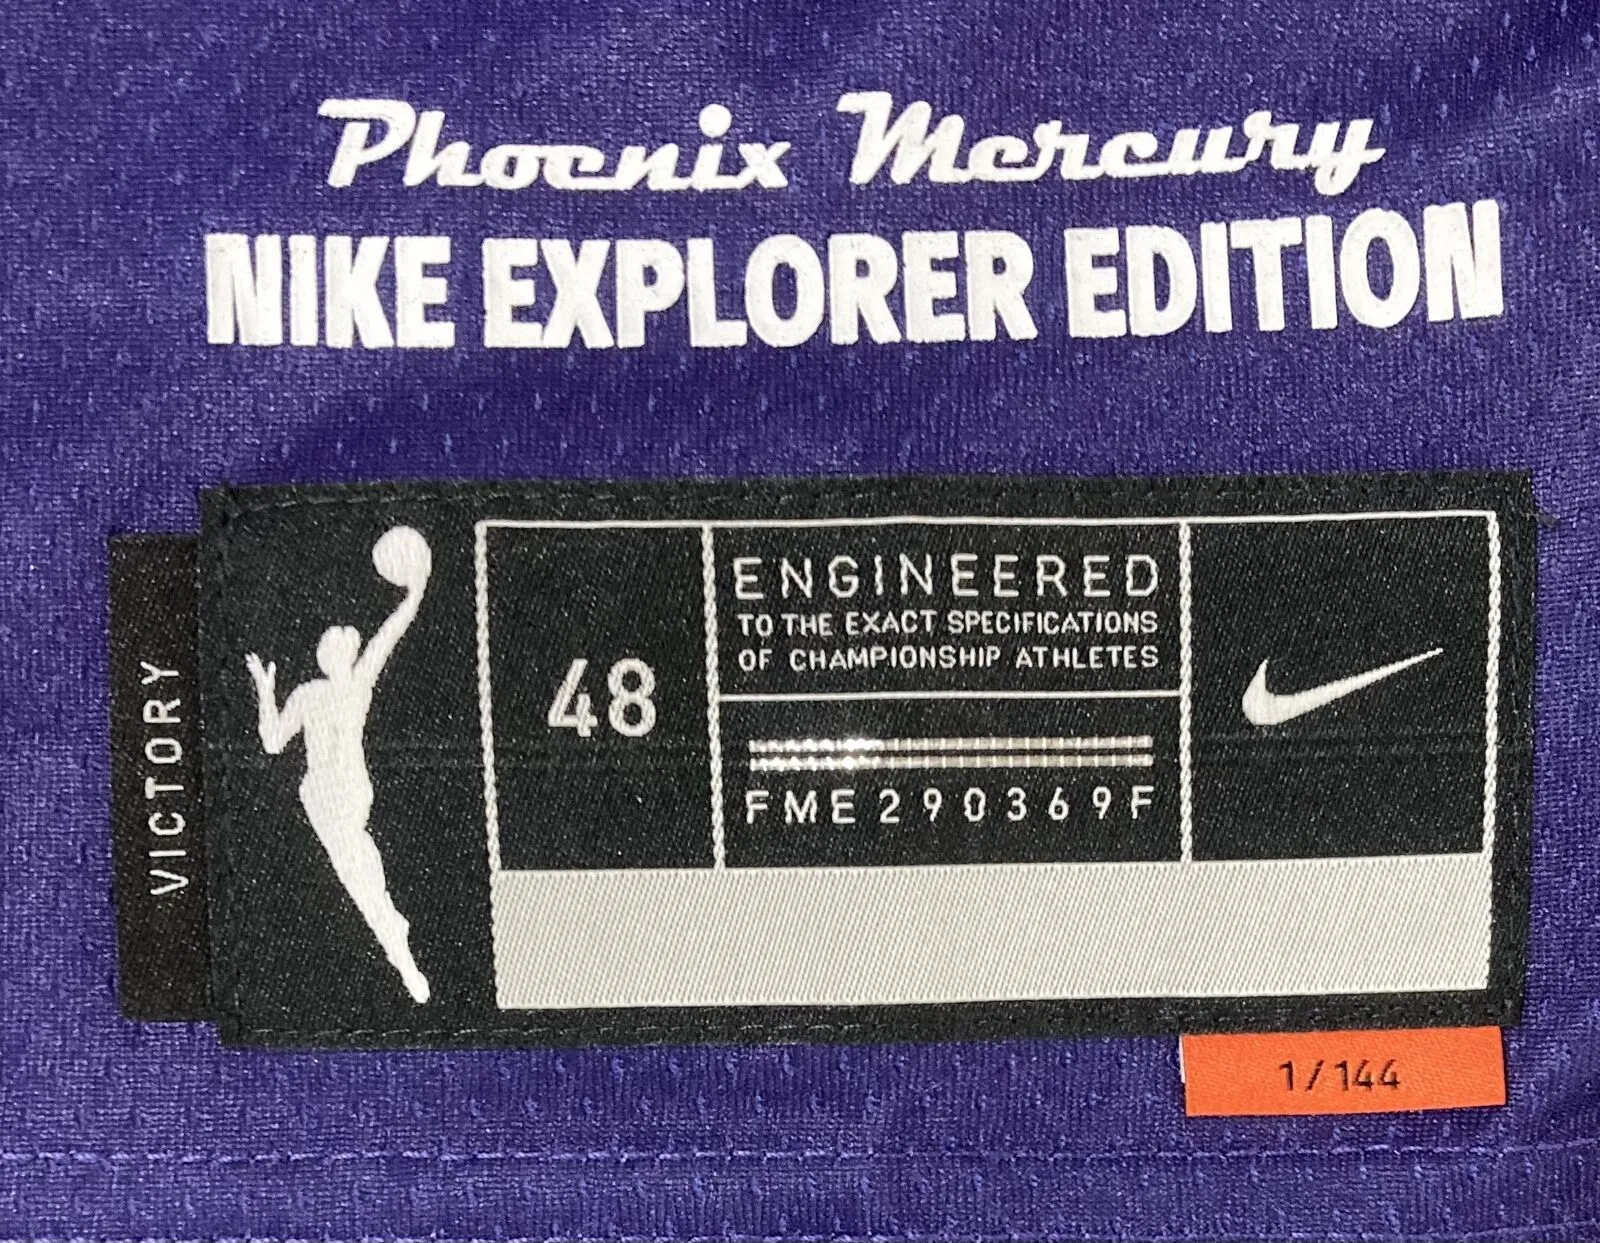 Phoenix Mercury
NIKE EXPLORER EDITION
VICTORY
48
ENGINEERED
TO THE EXACT SPECIFICATIONS
OF CHAMPIONSHIP ATHLETES
FME290369F
1/144